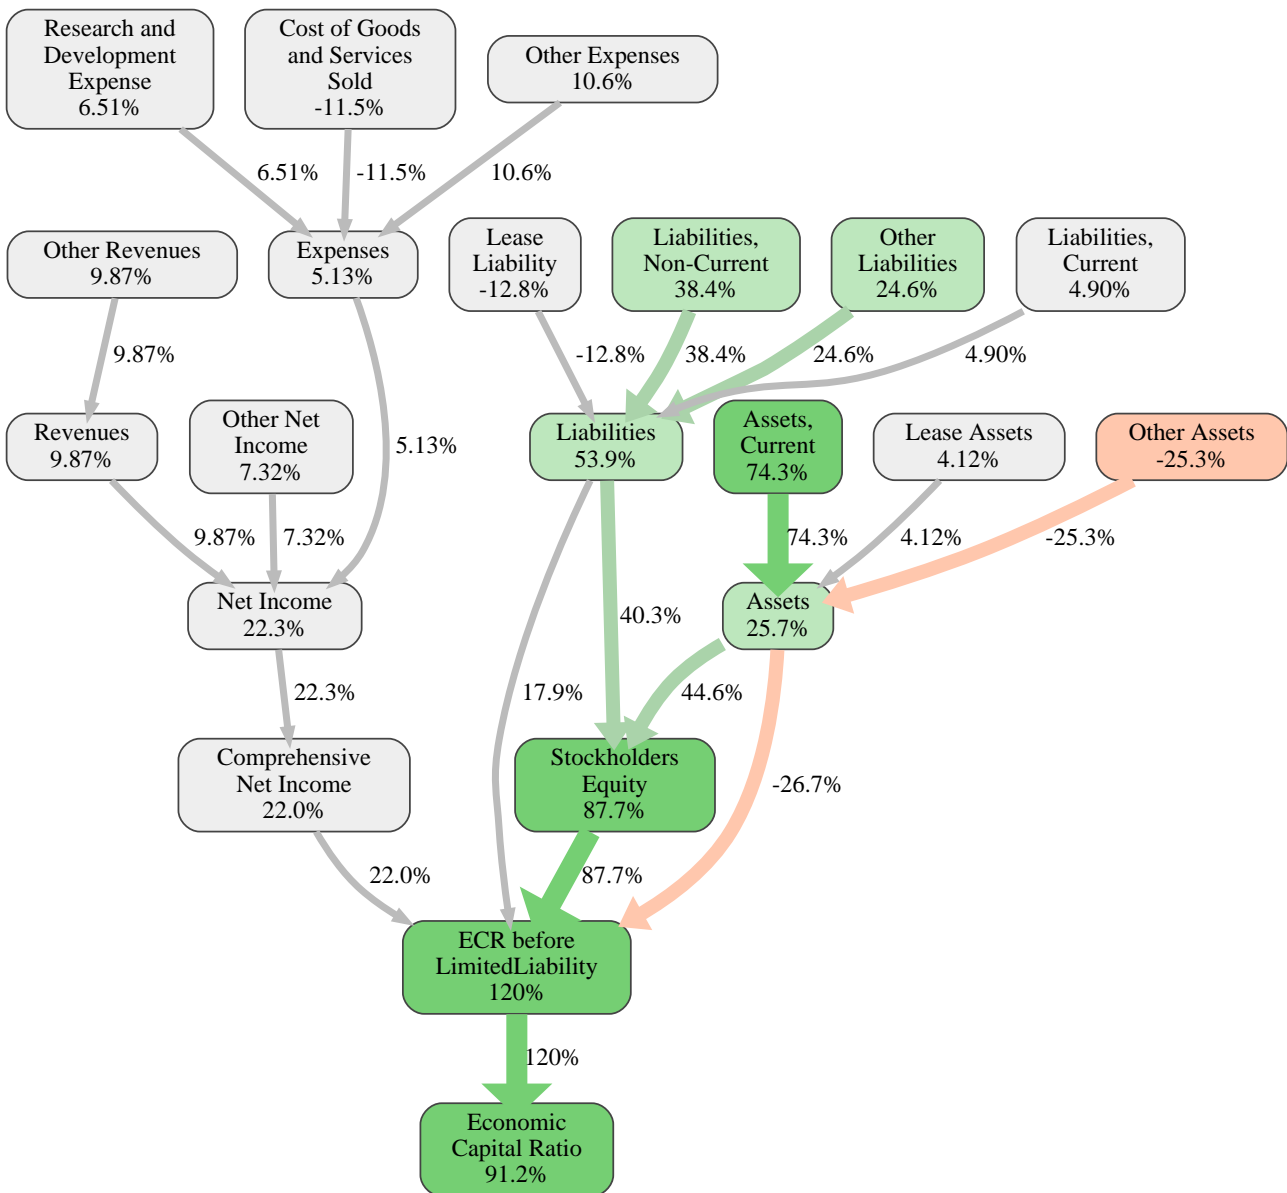 Research and
Development
Expense
6.51%
Cost of Goods
and Services
Sold
-11.5%
Other Expenses
10.6%
6.51%
-11.5%
10.6%
Other Revenues
9.87%
Expenses
5.13%
Lease
Liability
-12.8%
Liabilities,
Non-Current
38.4%
Other
Liabilities
24.6%
Liabilities,
Current
4.90%
9.87%
-12.8%
38.4%
24.6%
4.90%
Revenues
9.87%
Other Net
Income
7.32%
5.13%
Liabilities
53.9%
Assets,
Current
74.3%
Lease Assets
4.12%
Other Assets
-25.3%
9.87%
7.32%
74.3%
4.12%
-25.3%
Net Income
22.3%
40.3%
Assets
25.7%
22.3%
17.9%
44.6%
Comprehensive
Net Income
22.0%
Stockholders
Equity
87.7%
-26.7%
22.0%
87.7%
ECR before
LimitedLiability
120%
120%
Economic
Capital Ratio
91.2%